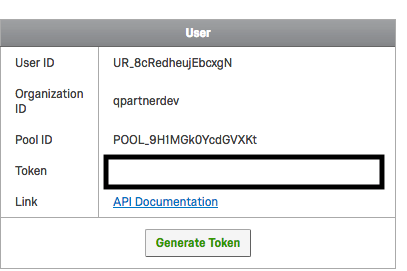 User
User ID UR_8cRedheujEbcxgN
Organization
ID qpartnerdev
Pool ID POOL_9H1MGk0YcdGVXKt
Token
Link API Documentation
Generate Token